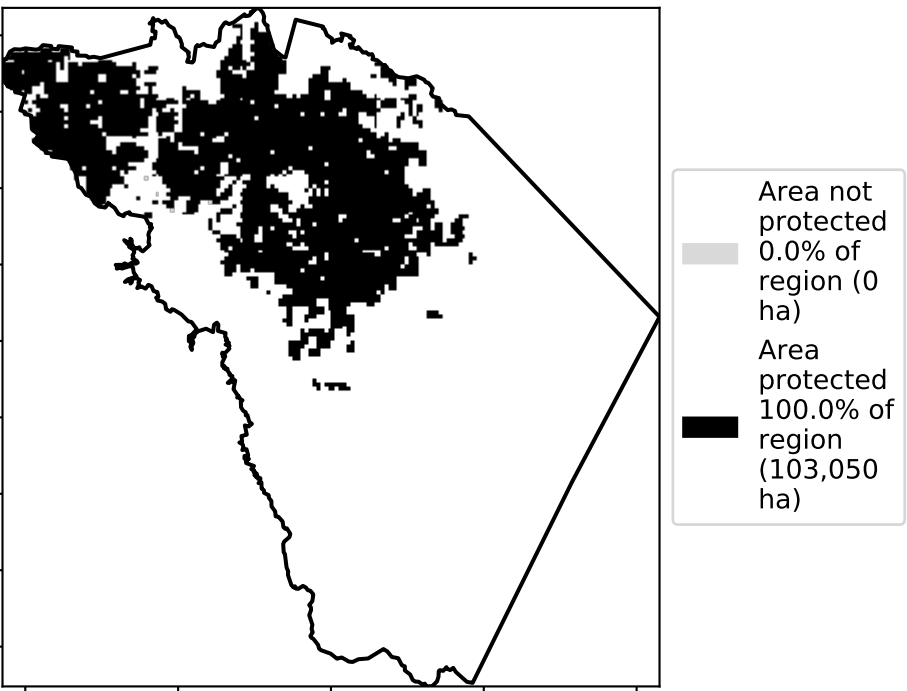 Area not
protected
0.0% of
region (0
ha)
Area
protected
100.0% of
region
(103,050
ha)